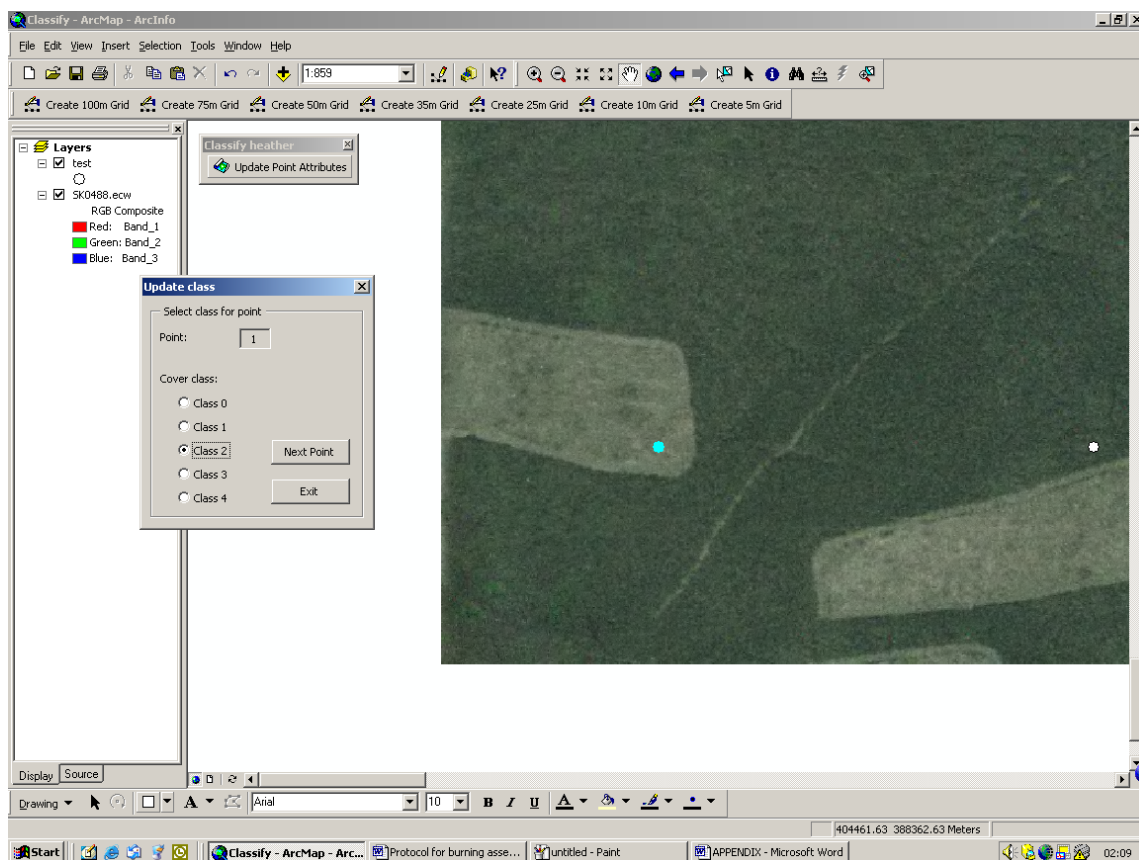 Classify - ArcMap - ArcInfo
File Edit View Insert Selection Tools Window Help
1:859
Create 100m Grid Create 75m Grid Create 50m Grid Create 35m Grid Create 25m Grid Create 10m Grid Create 5m Grid
Layers
test
SK0488.ecw
RGB Composite
Red: Band_1
Green: Band_2
Blue: Band_3
Classify heather
Update Point Attributes
Update class
Select class for point
Point: 1
Cover class:
Class 0
Class 1
Class 2
Class 3
Class 4
Next Point
Exit
Display Source
Drawing A Arial 10 B I U A
404461.63 388362.63 Meters
Start Classify - ArcMap - Arc... Protocol for burning asse... untitled - Paint APPENDIX - Microsoft Word 02:09